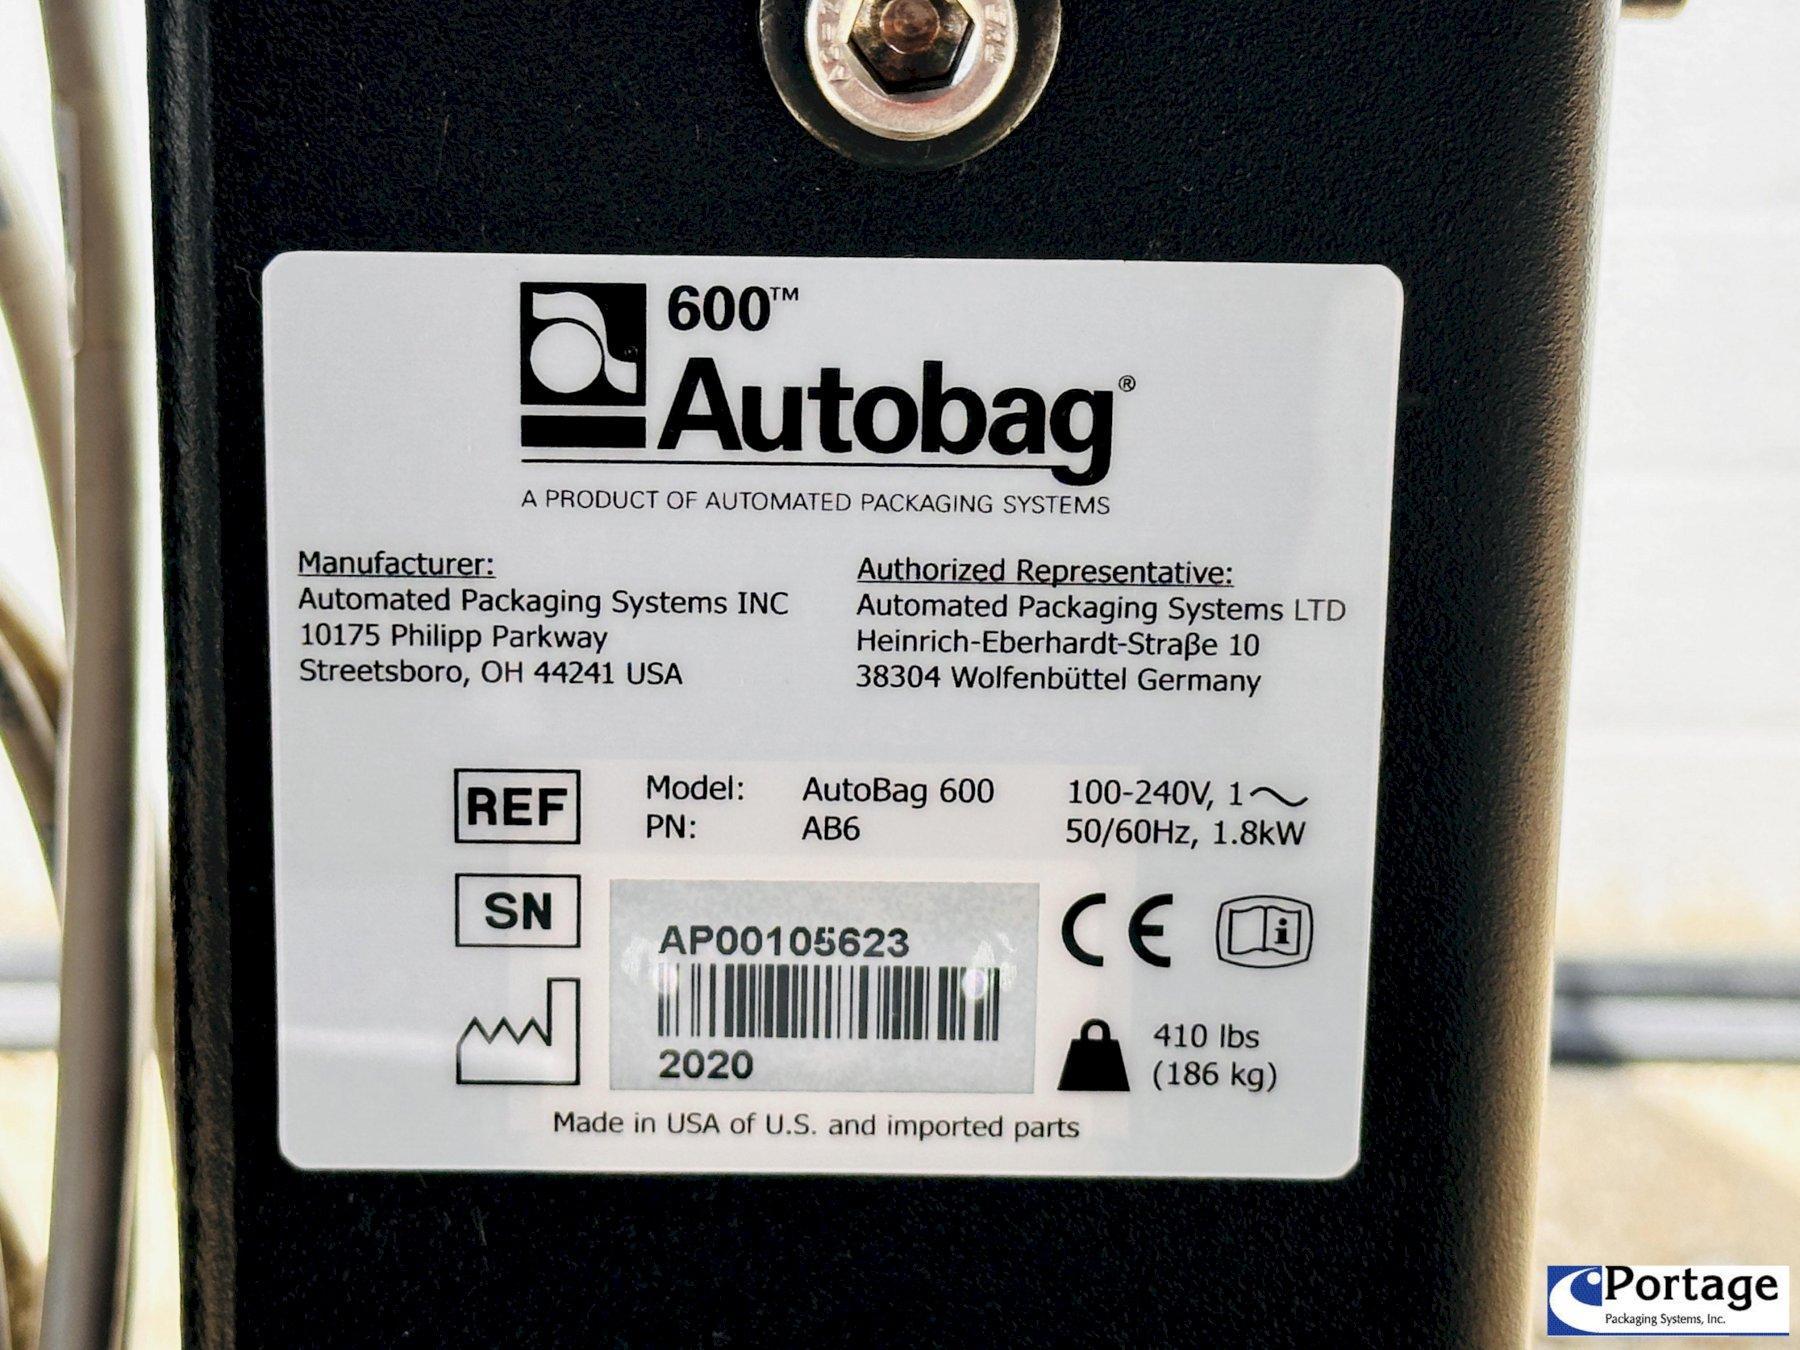 600™
Autobag®
A PRODUCT OF AUTOMATED PACKAGING SYSTEMS
Manufacturer:
Automated Packaging Systems INC
10175 Philipp Parkway
Streetsboro, OH 44241 USA
Authorized Representative:
Automated Packaging Systems LTD
Heinrich-Eberhardt-Straße 10
38304 Wolfenbüttel Germany
REF
Model: AutoBag 600
PN: AB6
100-240V, 1~
50/60Hz, 1.8kW
SN
AP00105623
2020
CE
i
410 lbs
(186 kg)
Made in USA of U.S. and imported parts
Portage
Packaging Systems, Inc.